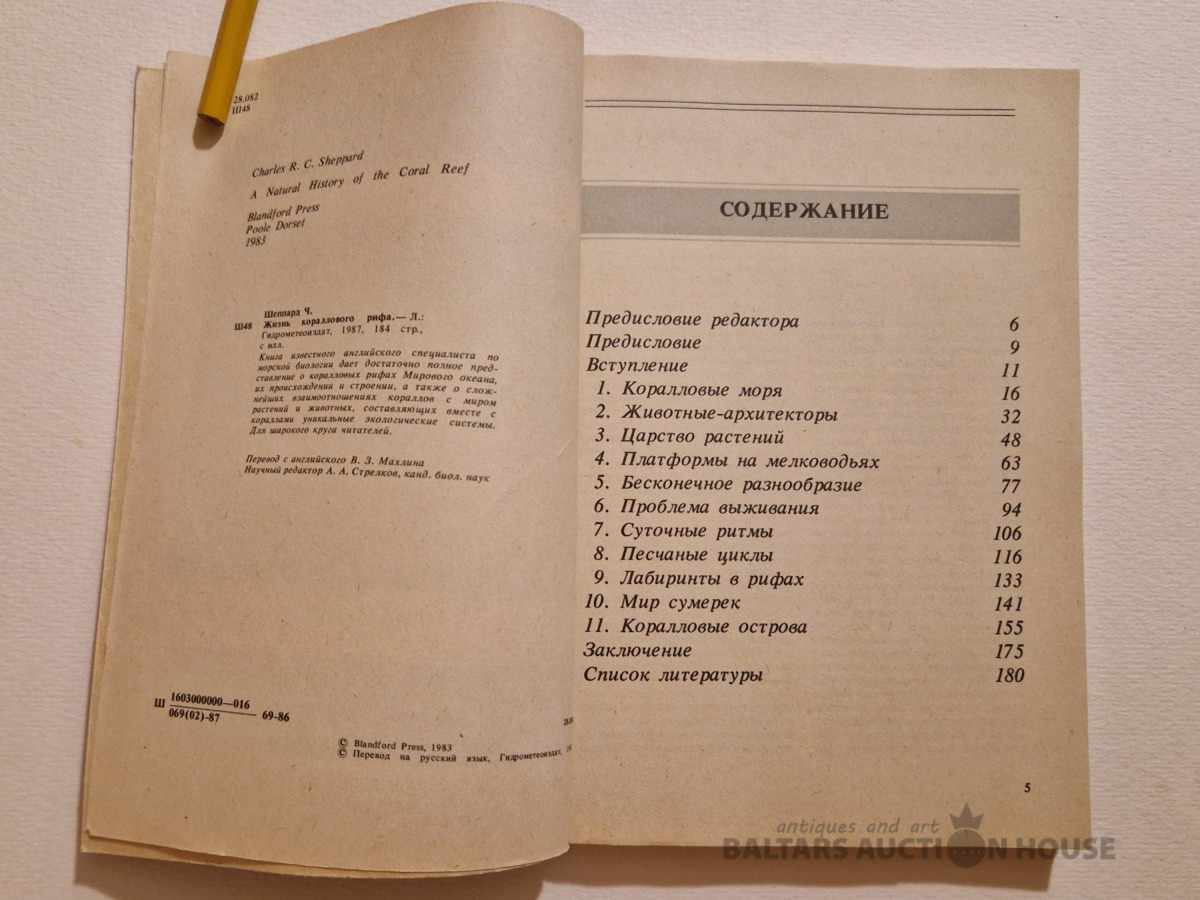 28.082
Ш48
Charles R. C. Sheppard
A Natural History of the Coral Reef
Blandford Press
Poole Dorset
1983
Шеппард Ч.
Ш48 Жизнь кораллового рифа.— Л.:
Гидрометеоиздат, 1987, 184 стр.,
с илл.
Книга известного английского специалиста по
морской биологии дает достаточно полное пред-
ставление о коралловых рифах Мирового океана,
их происхождении и строении, а также о слож-
нейших взаимоотношениях кораллов с миром
растений и животных, составляющих вместе с
кораллами уникальные экологические системы.
Для широкого круга читателей.
Перевод с английского В. З. Махлина
Научный редактор А. А. Стрелков, канд. биол. наук
Ш 1603000000—016
069(02)-87 69-86
© Blandford Press, 1983
© Перевод на русский язык, Гидрометеоиздат,
СОДЕРЖАНИЕ
Предисловие редактора 6
Предисловие 9
Вступление 11
1. Коралловые моря 16
2. Животные-архитекторы 32
3. Царство растений 48
4. Платформы на мелководьях 63
5. Бесконечное разнообразие 77
6. Проблема выживания 94
7. Суточные ритмы 106
8. Песчаные циклы 116
9. Лабиринты в рифах 133
10. Мир сумерек 141
11. Коралловые острова 155
Заключение 175
Список литературы 180
5
antiques and art
BALTARS AUCTION HOUSE